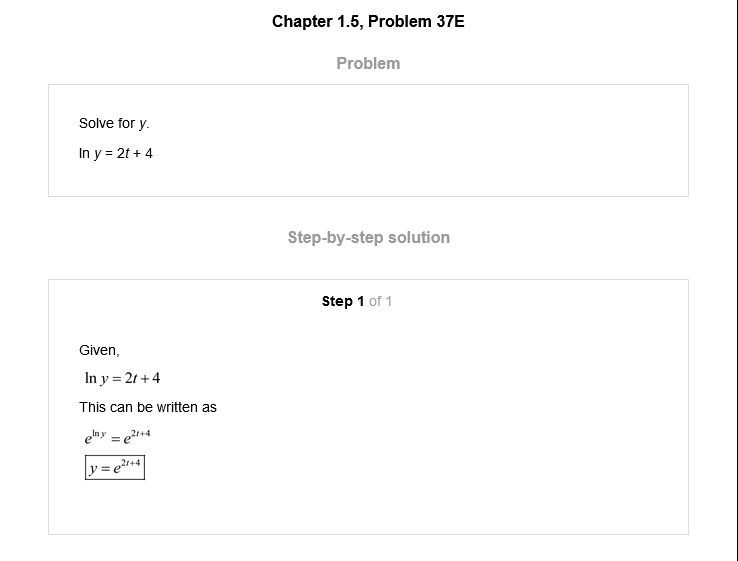 Chapter 1.5, Problem 37E
Problem
Solve for y.
ln y = 2t + 4
Step-by-step solution
Step 1 of 1
Given,
ln y = 2t + 4
This can be written as
e^{ln y} = e^{2t+4}
y = e^{2t+4}